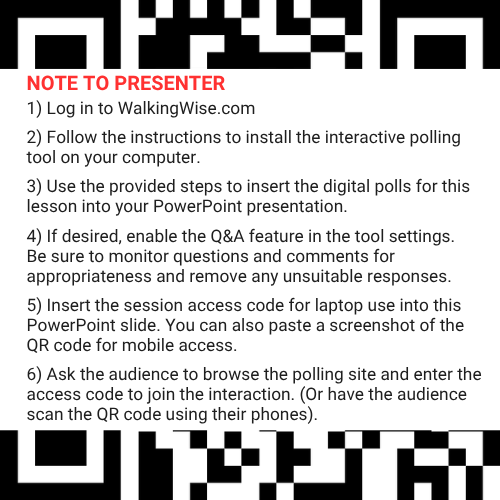 NOTE TO PRESENTER
1) Log in to WalkingWise.com
2) Follow the instructions to install the interactive polling
tool on your computer.
3) Use the provided steps to insert the digital polls for this
lesson into your PowerPoint presentation.
4) If desired, enable the Q&A feature in the tool settings.
Be sure to monitor questions and comments for
appropriateness and remove any unsuitable responses.
5) Insert the session access code for laptop use into this
PowerPoint slide. You can also paste a screenshot of the
QR code for mobile access.
6) Ask the audience to browse the polling site and enter the
access code to join the interaction. (Or have the audience
scan the QR code using their phones).